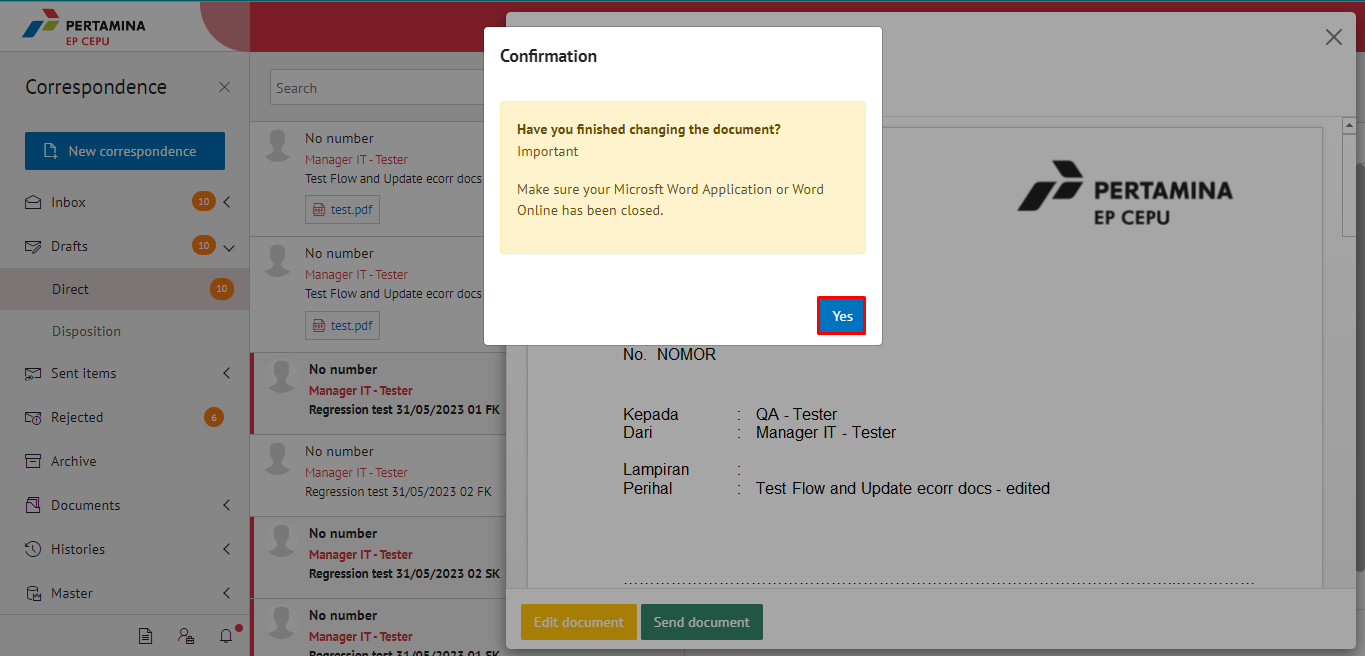 PERTAMINA
EP CEPU
Correspondence
New correspondence
Inbox 10
Drafts 10
Direct 10
Disposition
Sent items
Rejected 6
Archive
Documents
Histories
Master
Search
No number
Manager IT - Tester
Test Flow and Update ecorr docs
test.pdf
No number
Manager IT - Tester
Test Flow and Update ecorr docs
test.pdf
No number
Manager IT - Tester
Regression test 31/05/2023 01 FK
No number
Manager IT - Tester
Regression test 31/05/2023 02 FK
No number
Manager IT - Tester
Regression test 31/05/2023 02 SK
No number
Manager IT - Tester
Regression test 31/05/2023 01 SK
Confirmation
Have you finished changing the document?
Important
Make sure your Microsft Word Application or Word
Online has been closed.
Yes
PERTAMINA
EP CEPU
No. NOMOR
Kepada : QA - Tester
Dari : Manager IT - Tester
Lampiran :
Perihal : Test Flow and Update ecorr docs - edited
Edit document
Send document